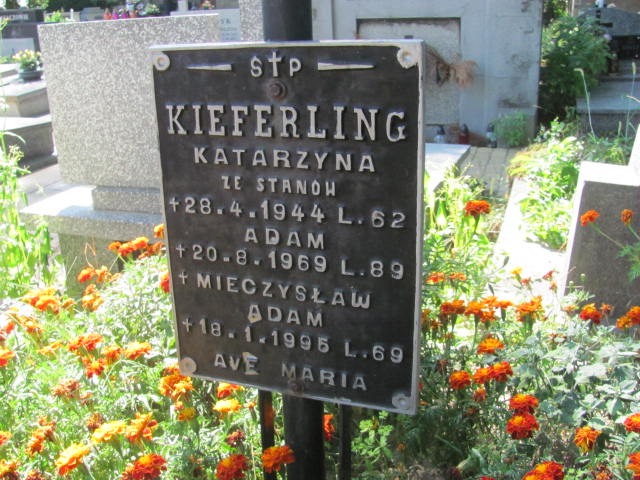 S†P
KIEFERLING
KATARZYNA
ZE STANÓW
†28.4.1944 L.62
ADAM
†20.8.1969 L.89
†MIECZYSŁAW
ADAM
†18.1.1995 L.69
AVE MARIA